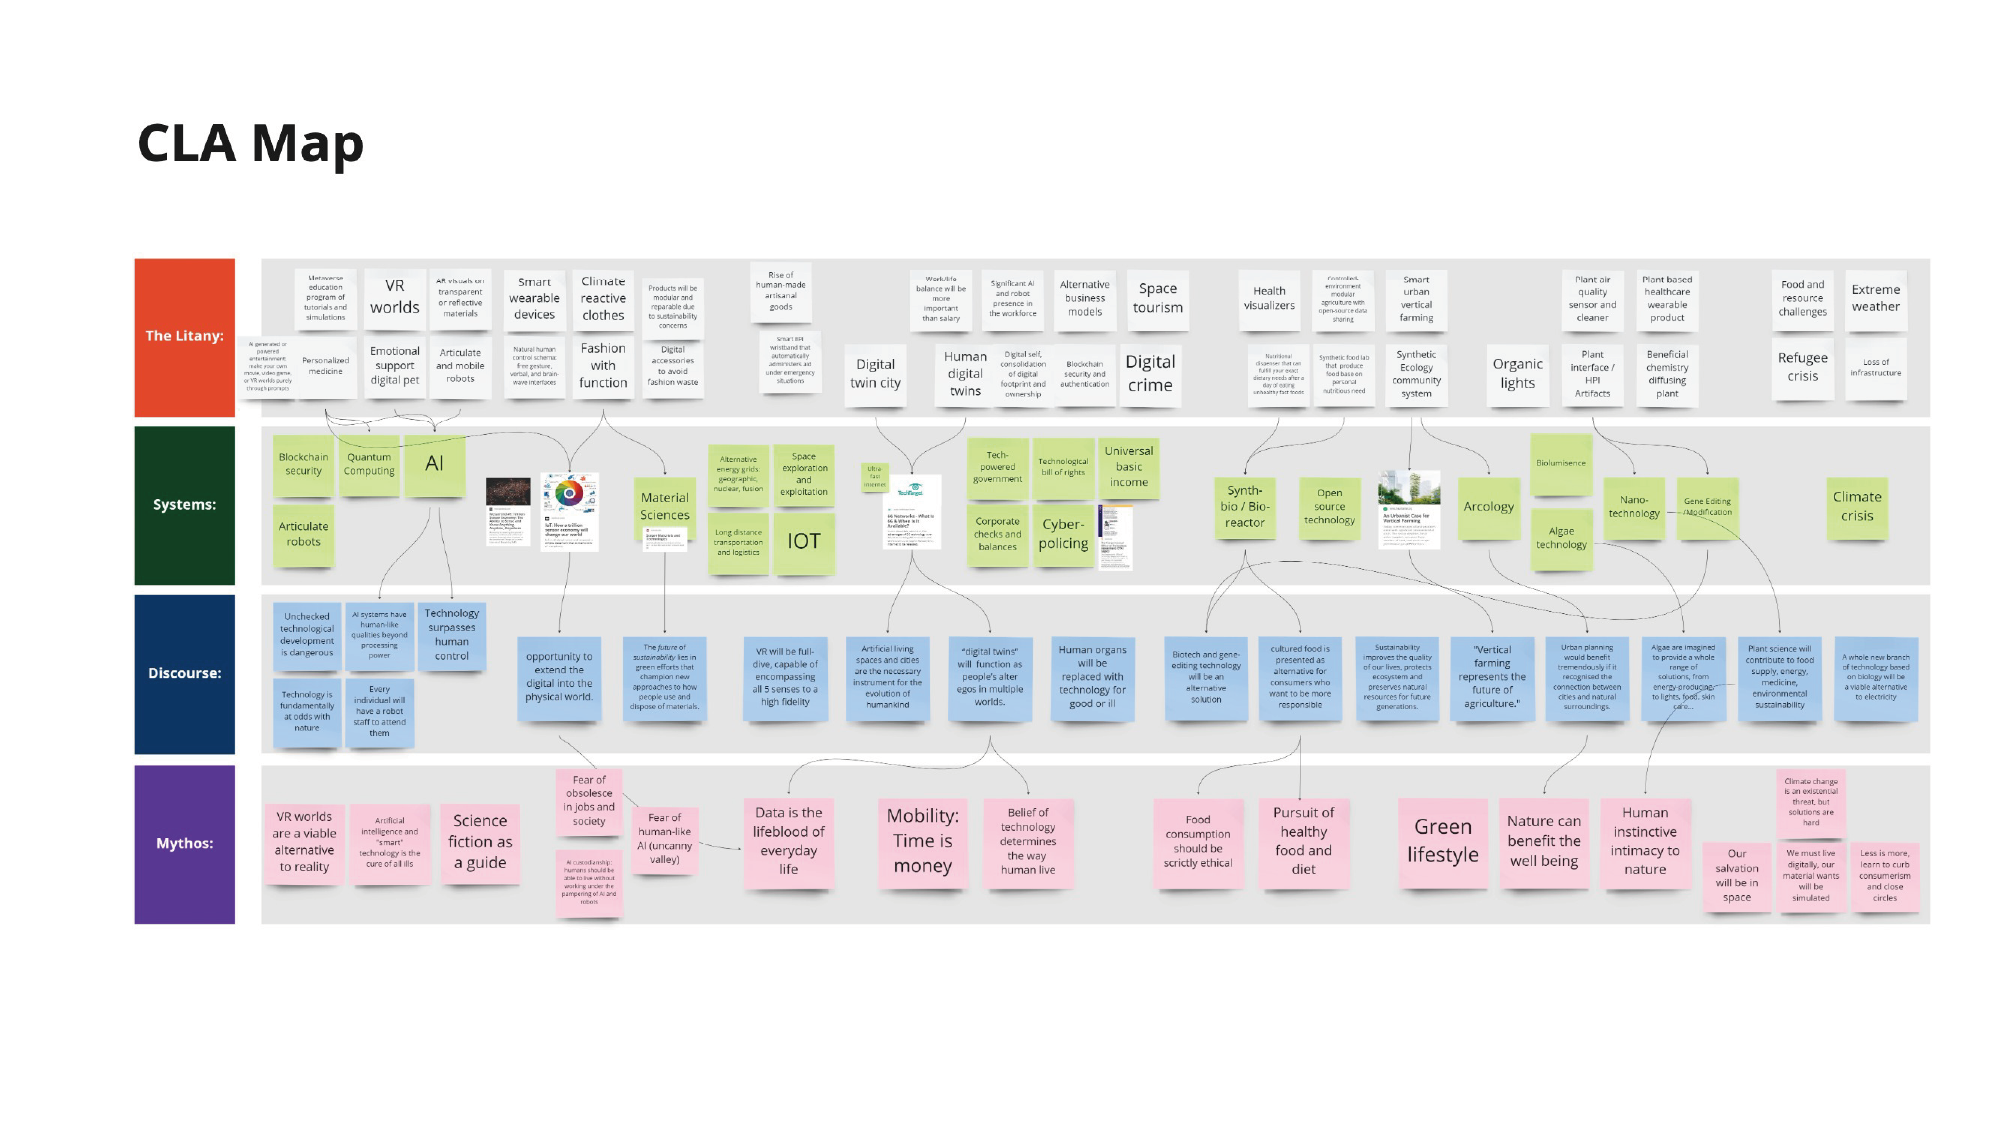 CLA Map
The Litany:
Metaverse
education
program of
tutorials and
simulations
VR
worlds
AR visuals on
transparent
or reflective
materials
Smart
wearable
devices
Climate
reactive
clothes
Products will be
modular and
reparable due
to sustainability
concerns
Rise of
human-made
artisanal
goods
Work/life
balance will be
more
important
than salary
Significant AI
and robot
presence in
the workforce
Alternative
business
models
Space
tourism
Health
visualizers
Controlled-
environment
modular
agriculture with
open-source data
sharing
Smart
urban
vertical
farming
Plant air
quality
sensor and
cleaner
Plant based
healthcare
wearable
product
Food and
resource
challenges
Extreme
weather
AI generated or
powered
entertainment:
make your own
movie, video game,
or VR worlds purely
through prompts
Personalized
medicine
Emotional
support
digital pet
Articulate
and mobile
robots
Natural human
control schema:
free gesture,
verbal, and brain-
wave interfaces
Fashion
with
function
Digital
accessories
to avoid
fashion waste
wristband that
automatically
administers aid
under emergency
situations
Digital
twin city
Human
digital
twins
Digital self,
consolidation
of digital
footprint and
ownership
Blockchain
security and
authentication
Digital
crime
Nutritional
dispenser that can
fulfill your exact
dietary needs after a
day of eating
unhealthy fast foods
Synthetic food lab
that produce
food base on
personal
nutritious need
Synthetic
Ecology
community
system
Organic
lights
Plant
interface /
HPI
Artifacts
Beneficial
chemistry
diffusing
plant
Refugee
crisis
Loss of
infrastructure
Systems:
Blockchain
security
Quantum
Computing
AI
Articulate
robots
IoT: How a trillion
sensor economy will
change our world
Material
Sciences
Alternative
energy grids:
geographic,
nuclear, fusion
Space
exploration
and
exploitation
Long distance
transportation
and logistics
IOT
Ultra
fast
internet
TechTarget
6G Networks - What is
6G & When is it
Available?
Tech-
powered
government
Technological
bill of rights
Universal
basic
income
Corporate
checks and
balances
Cyber-
policing
Synth-
bio / Bio-
reactor
Open
source
technology
An Urbanist Case for
Vertical Farming
Arcology
Biolumisence
Algae
technology
Nano-
technology
Gene Editing
/Modification
Climate
crisis
Discourse:
Unchecked
technological
development
is dangerous
AI systems have
human-like
qualities beyond
processing
power
Technology
surpasses
human
control
Technology is
fundamentally
at odds with
nature
Every
individual will
have a robot
staff to attend
them
opportunity to
extend the
digital into the
physical world.
The future of
sustainability lies in
green efforts that
champion new
approaches to how
people use and
dispose of materials.
VR will be full-
dive, capable of
encompassing
all 5 senses to a
high fidelity
Artificial living
spaces and cities
are the necessary
instrument for the
evolution of
humankind
"digital twins"
will function as
people's alter
egos in multiple
worlds.
Human organs
will be
replaced with
technology for
good or ill
Biotech and gene-
editing technology
will be an
alternative
solution
cultured food is
presented as
alternative for
consumers who
want to be more
responsible
Sustainability
improves the quality
of our lives, protects
ecosystem and
preserves natural
resources for future
generations.
"Vertical
farming
represents the
future of
agriculture."
Urban planning
would benefit
tremendously if it
recognised the
connection between
cities and natural
surroundings.
Algae are imagined
to provide a whole
range of
solutions, from
energy-producing,
to lights, food, skin
care...
Plant science will
contribute to food
supply, energy,
medicine,
environmental
sustainability
A whole new branch
of technology based
on biology will be
a viable alternative
to electricity
Mythos:
VR worlds
are a viable
alternative
to reality
Artificial
intelligence and
"smart"
technology is the
cure of all ills
Science
fiction as
a guide
Fear of
obsolesce
in jobs and
society
AI custodianship:
humans should be
able to live without
working under the
pampering of AI and
robots
Fear of
human-like
AI (uncanny
valley)
Data is the
lifeblood of
everyday
life
Mobility:
Time is
money
Belief of
technology
determines
the way
human live
Food
consumption
should be
scrictly ethical
Pursuit of
healthy
food and
diet
Green
lifestyle
Nature can
benefit the
well being
Human
instinctive
intimacy to
nature
Climate change
is an existential
threat, but
solutions are
hard
Our
salvation
will be in
space
We must live
digitally, our
material wants
will be
simulated
Less is more,
learn to curb
consumerism
and close
circles